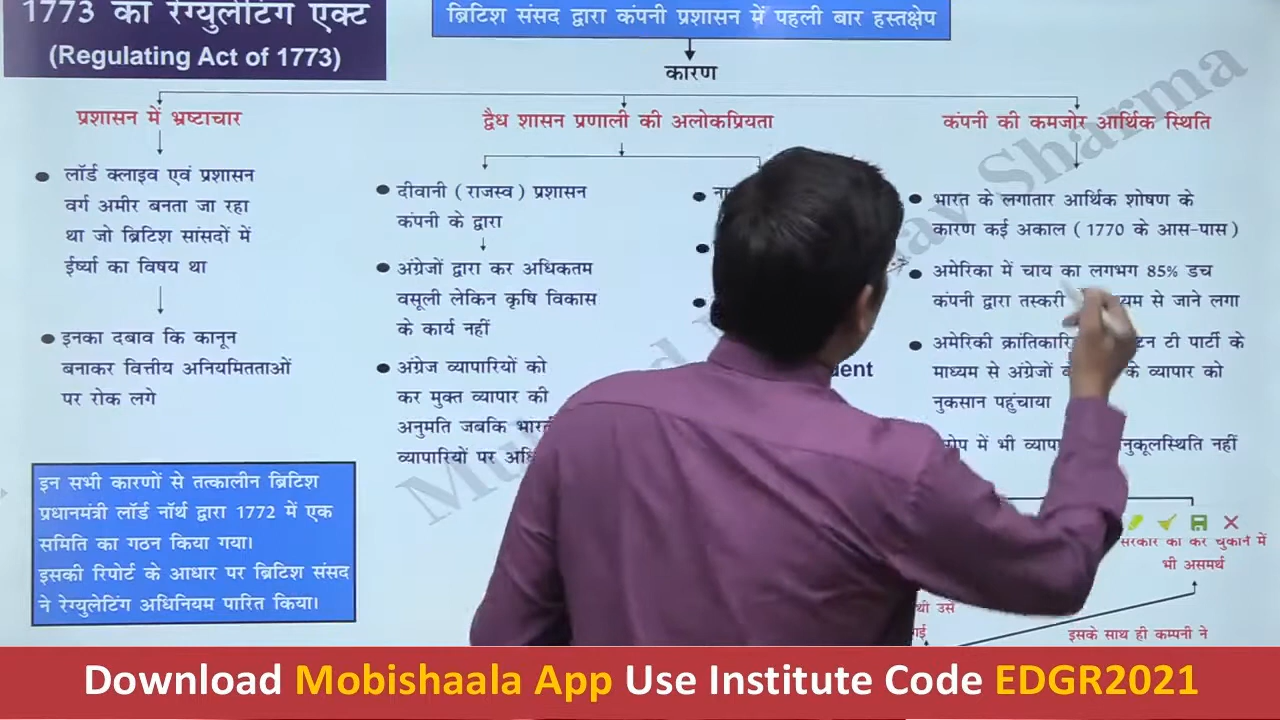 1773 का रेग्युलेटिंग एक्ट
(Regulating Act of 1773)
ब्रिटिश संसद द्वारा कंपनी प्रशासन में पहली बार हस्तक्षेप
कारण
प्रशासन में भ्रष्टाचार
लॉर्ड क्लाइव एवं प्रशासन
वर्ग अमीर बनता जा रहा
था जो ब्रिटिश सांसदों में
ईर्ष्या का विषय था
इनका दबाव कि कानून
बनाकर वित्तीय अनियमितताओं
पर रोक लगे
इन सभी कारणों से तत्कालीन ब्रिटिश
प्रधानमंत्री लॉर्ड नॉर्थ द्वारा 1772 में एक
समिति का गठन किया गया।
इसकी रिपोर्ट के आधार पर ब्रिटिश संसद
ने रेग्युलेटिंग अधिनियम पारित किया।
द्वैध शासन प्रणाली की अलोकप्रियता
दीवानी (राजस्व) प्रशासन
कंपनी के द्वारा
अंग्रेजों द्वारा कर अधिकतम
वसूली लेकिन कृषि विकास
के कार्य नहीं
अंग्रेज व्यापारियों को
कर मुक्त व्यापार की
अनुमति जबकि
व्यापारियों पर
कंपनी की कमजोर आर्थिक स्थिति
भारत के लगातार आर्थिक शोषण के
कारण कई अकाल (1770 के आस-पास)
अमेरिका में चाय का लगभग 85% डच
कंपनी द्वारा तस्करी से जाने लगा
अमेरिकी टी पार्टी के
माध्यम से अंग्रेजों के व्यापार को
नुकसान पहुंचाया
में भी नहीं
सरकार का कर चुकाने में
भी असमर्थ
थी उसे
इसके साथ ही कम्पनी ने
Sharma
Download Mobishaala App Use Institute Code EDGR2021